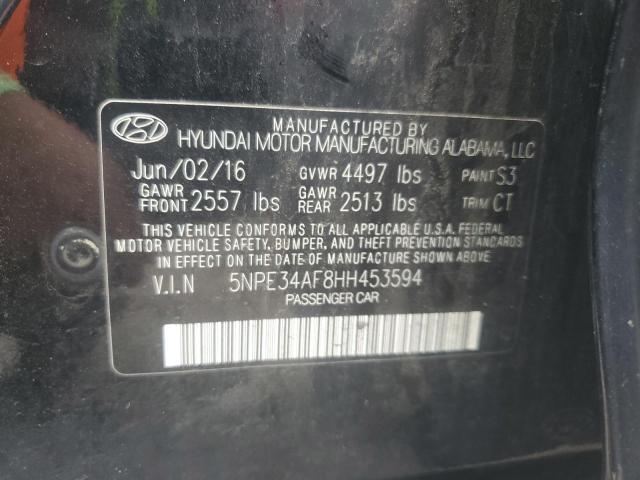 MANUFACTURED BY
HYUNDAI MOTOR MANUFACTURING ALABAMA, LLC
Jun/02/16 GVWR 4497 lbs PAINT S3
GAWR FRONT 2557 lbs GAWR REAR 2513 lbs TRIM CT
THIS VEHICLE CONFORMS TO ALL APPLICABLE U.S.A. FEDERAL
MOTOR VEHICLE SAFETY, BUMPER, AND THEFT PREVENTION STANDARDS
IN EFFECT ON THE DATE OF MANUFACTURE SHOWN ABOVE.
V.I.N 5NPE34AF8HH453594
PASSENGER CAR